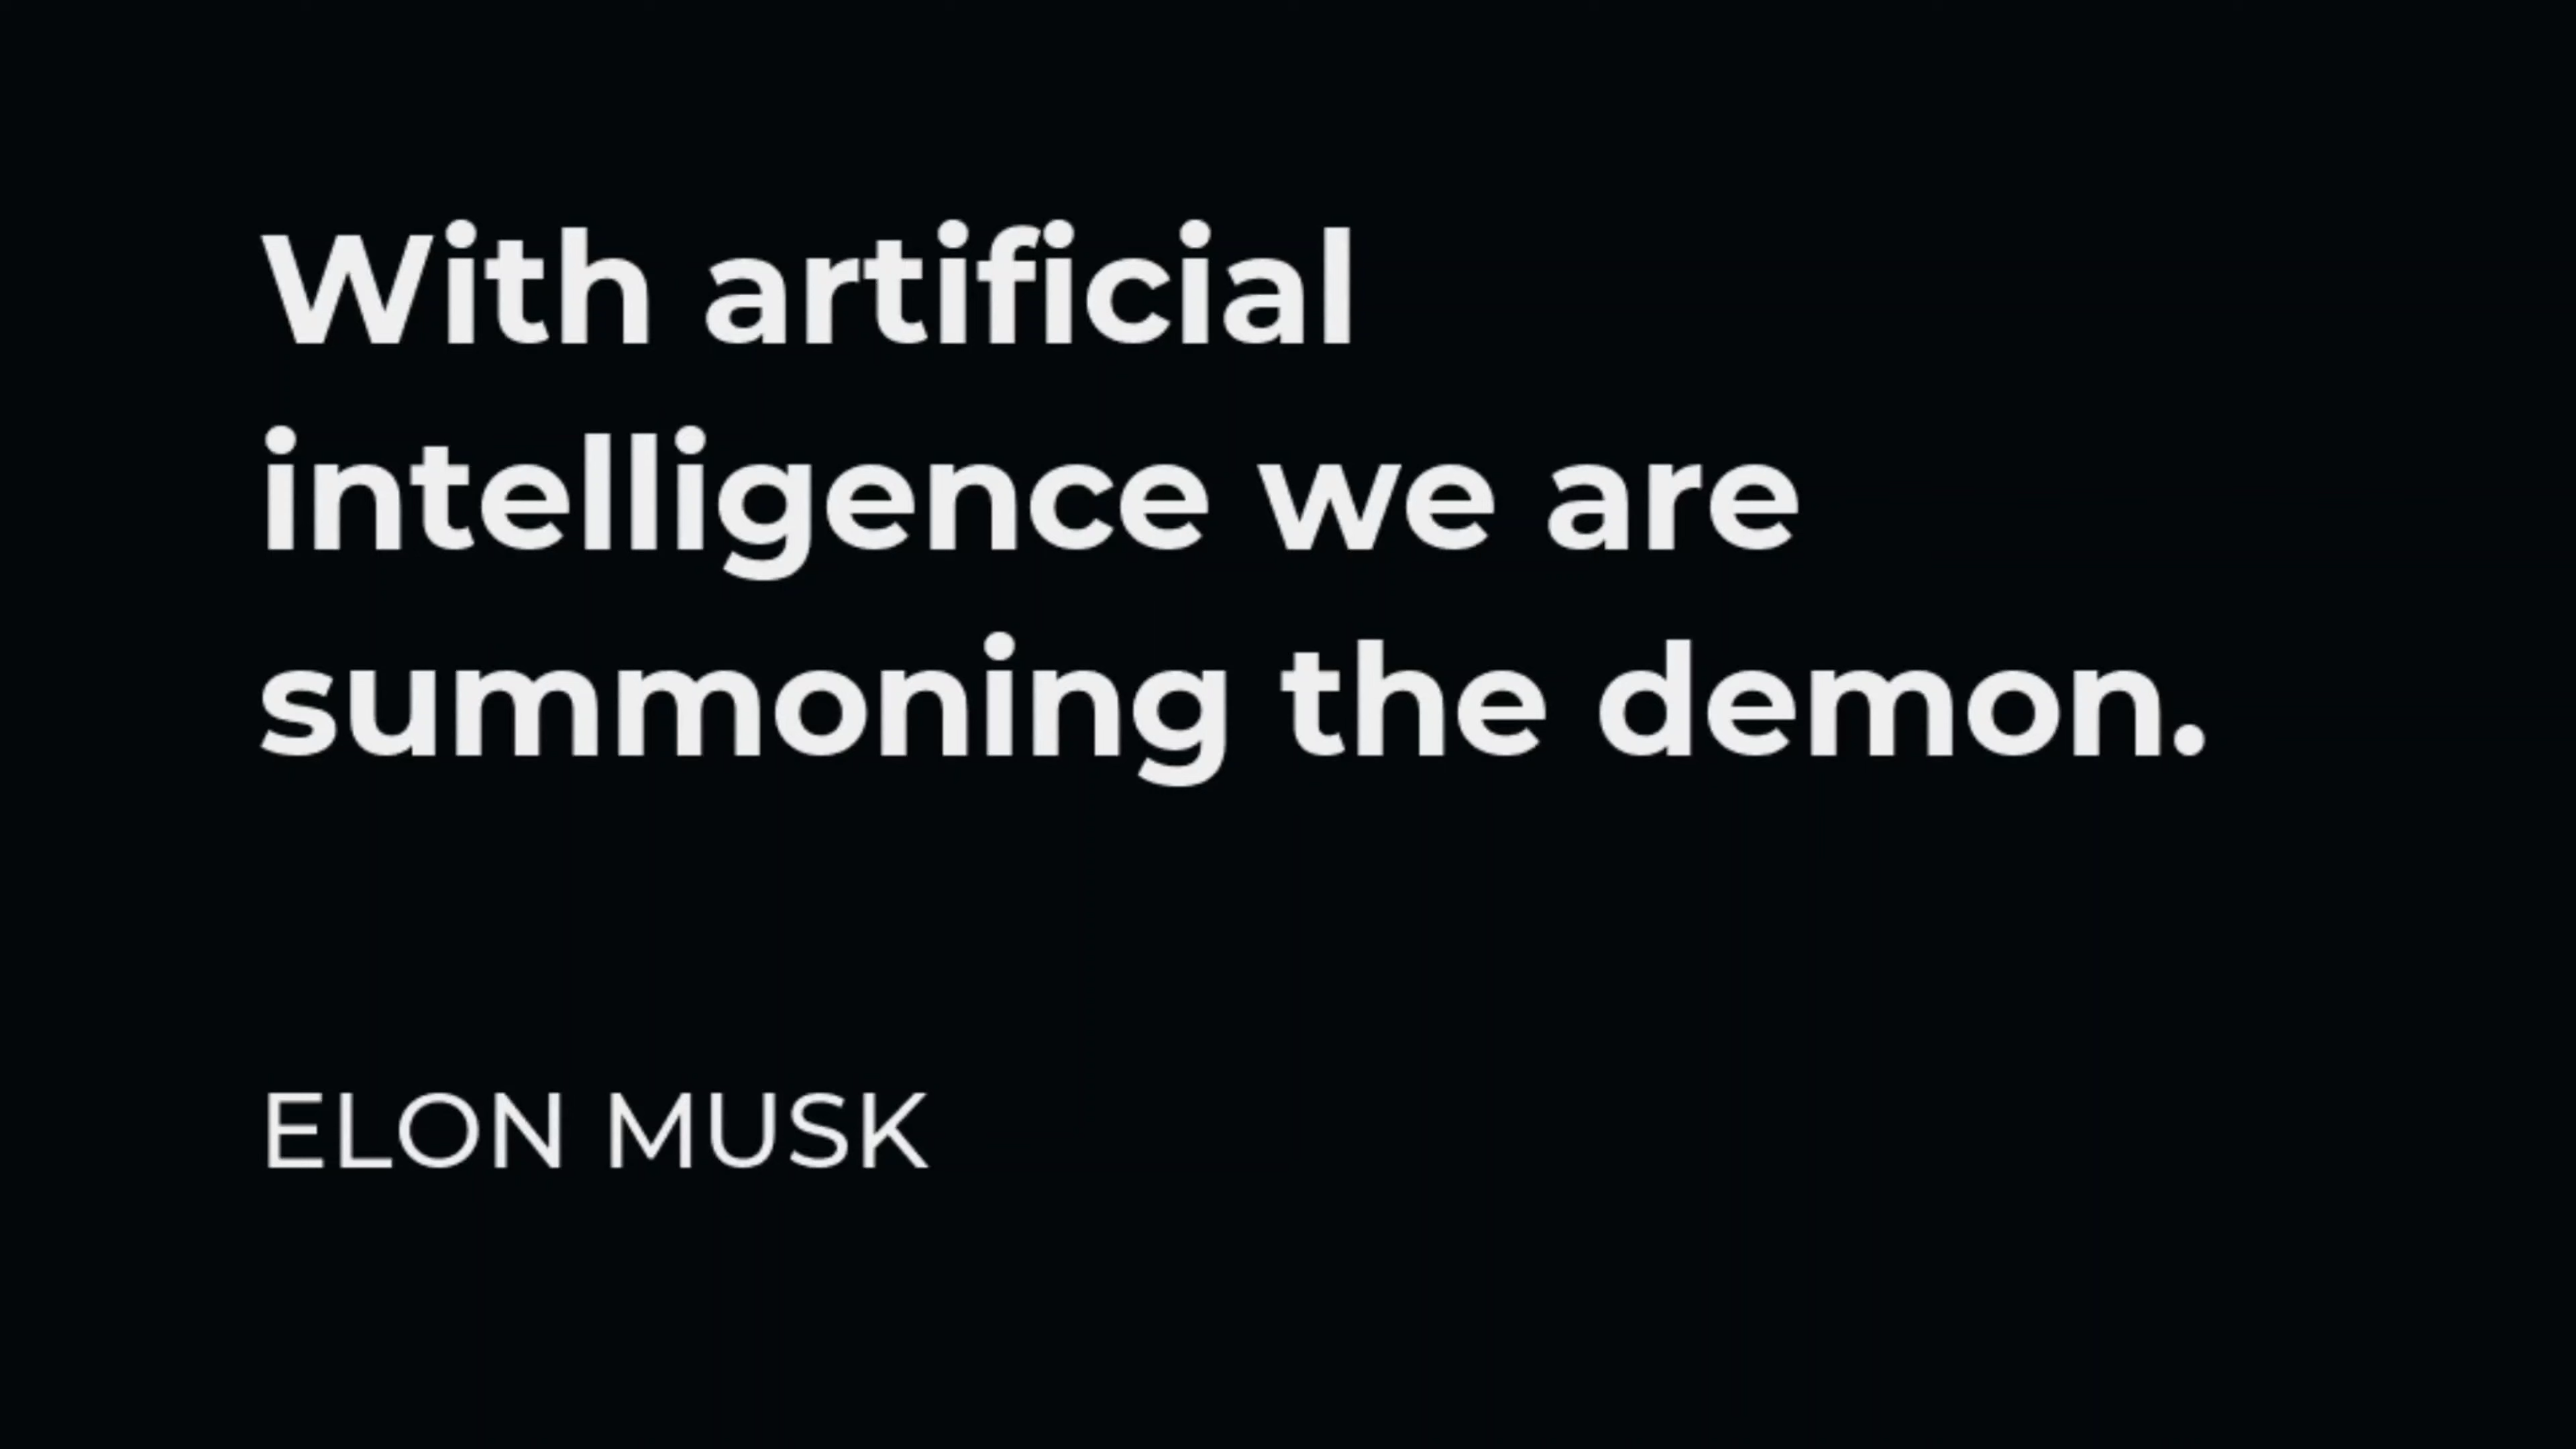 With artificial
intelligence we are
summoning the demon.
ELON MUSK